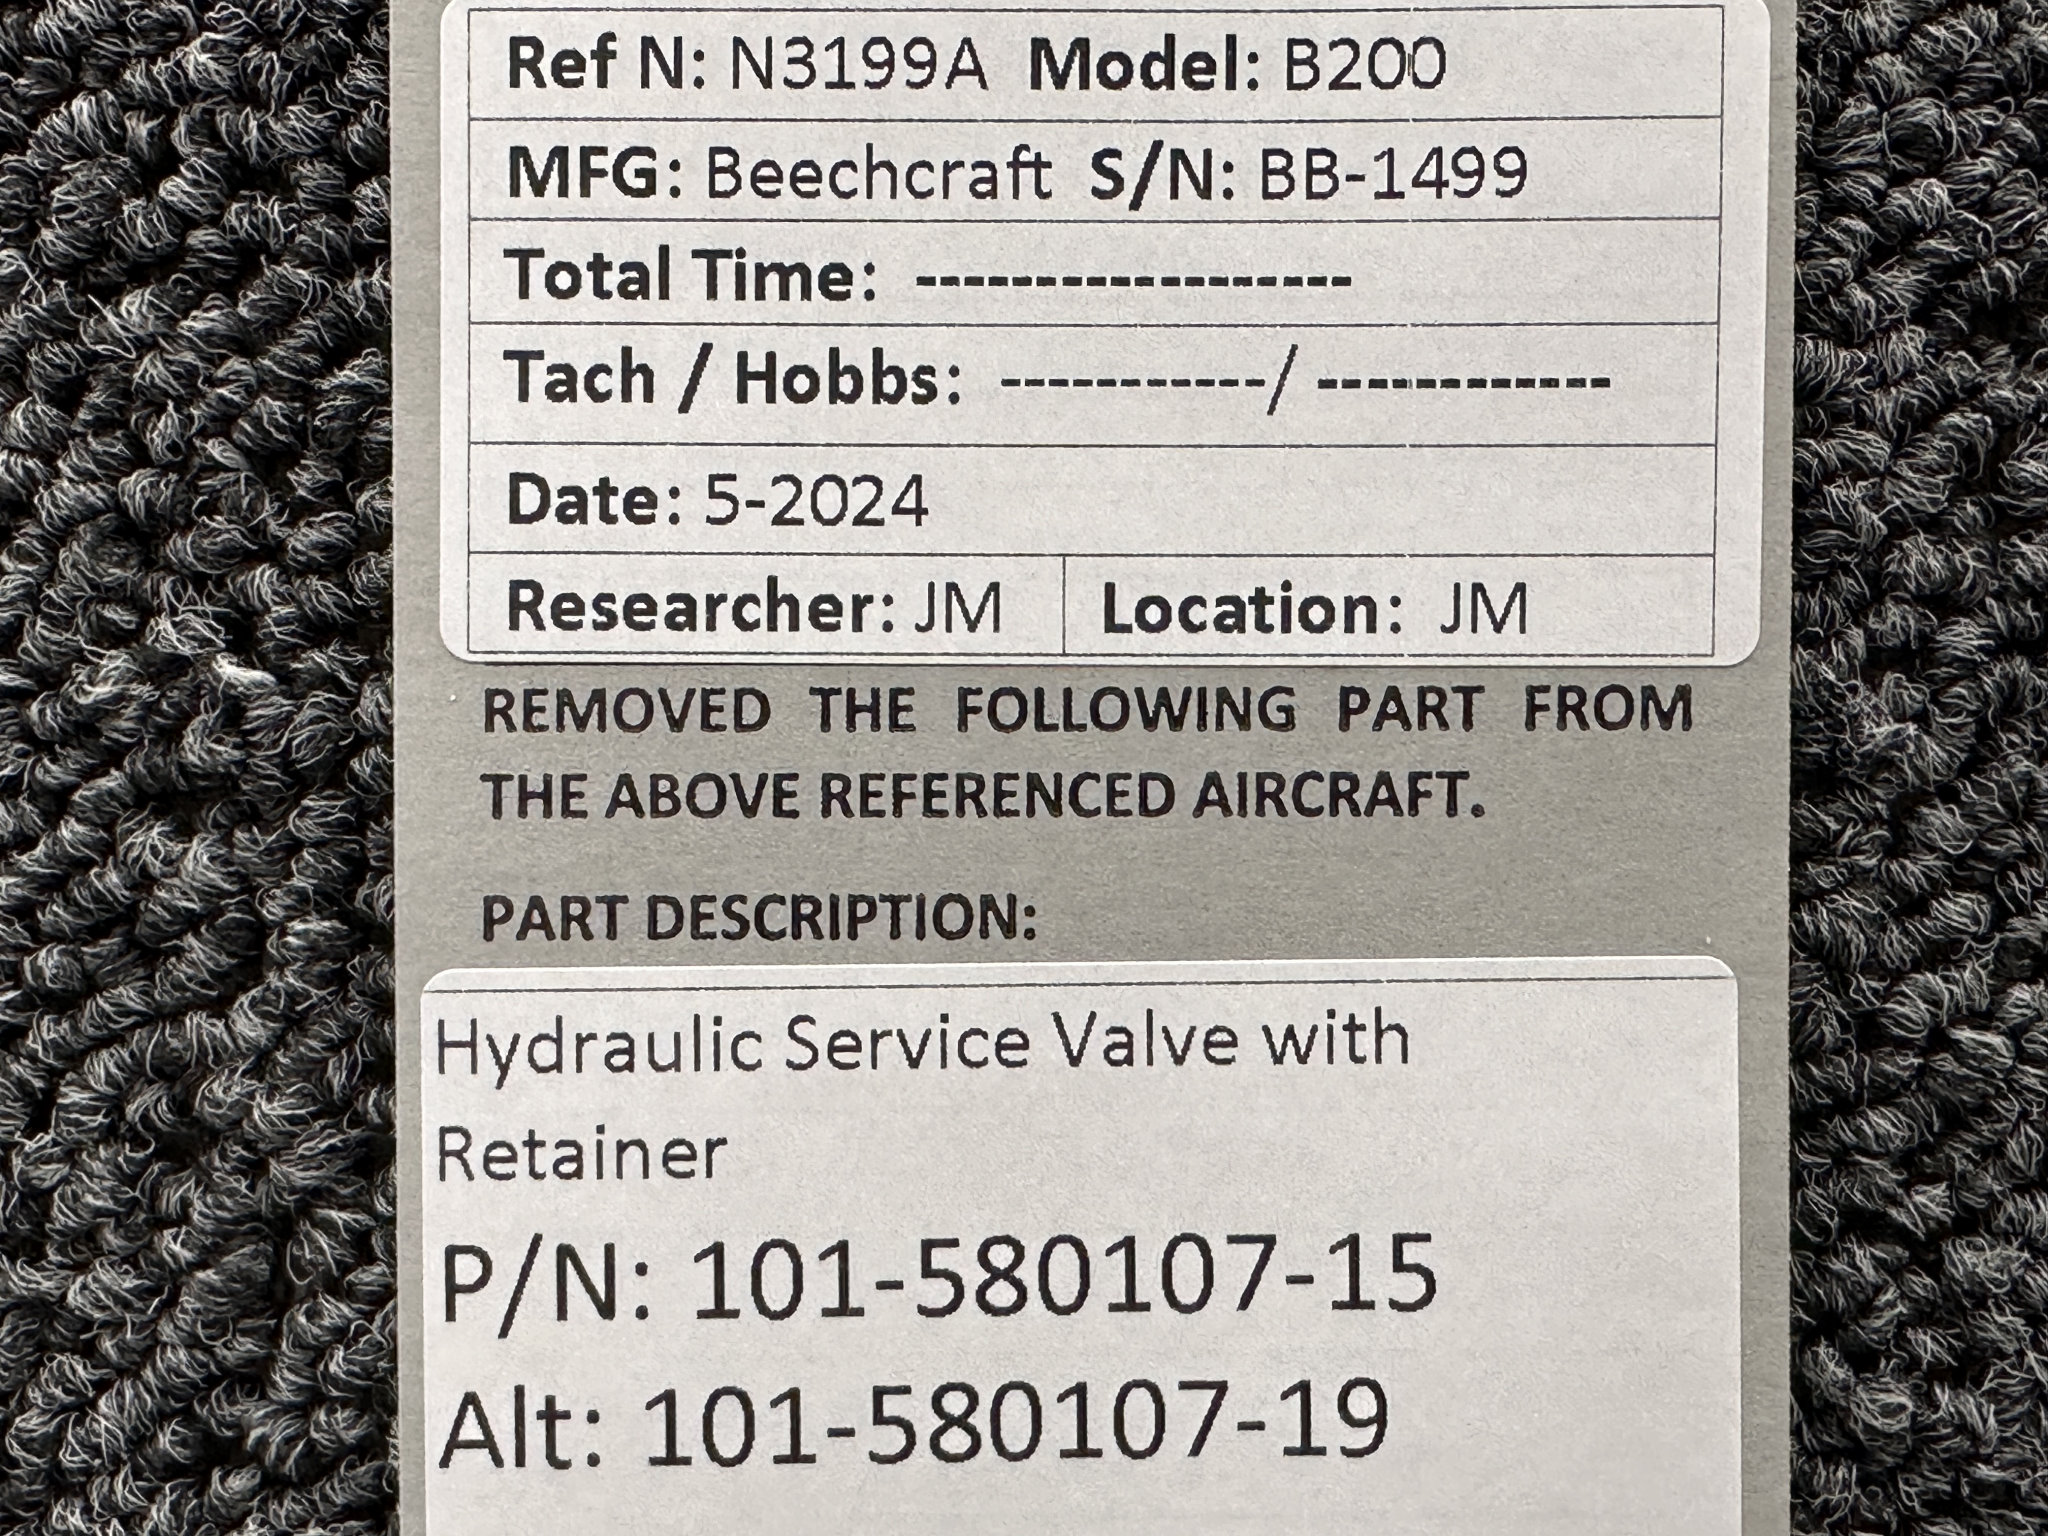 Ref N: N3199A Model: B200
MFG: Beechcraft S/N: BB-1499
Total Time: ------------------
Tach / Hobbs: -----------/ ------------
Date: 5-2024
Researcher: JM Location: JM
REMOVED THE FOLLOWING PART FROM
THE ABOVE REFERENCED AIRCRAFT.
PART DESCRIPTION:
Hydraulic Service Valve with
Retainer
P/N: 101-580107-15
Alt: 101-580107-19